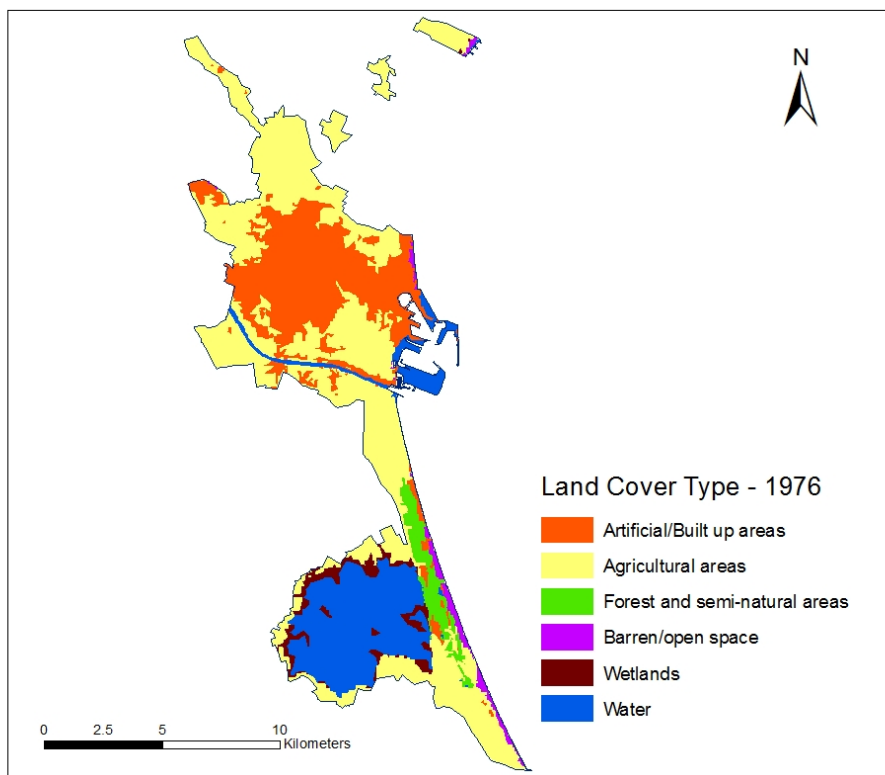 N
Land Cover Type - 1976
Artificial/Built up areas
Agricultural areas
Forest and semi-natural areas
Barren/open space
Wetlands
Water
0 2.5 5 10
Kilometers